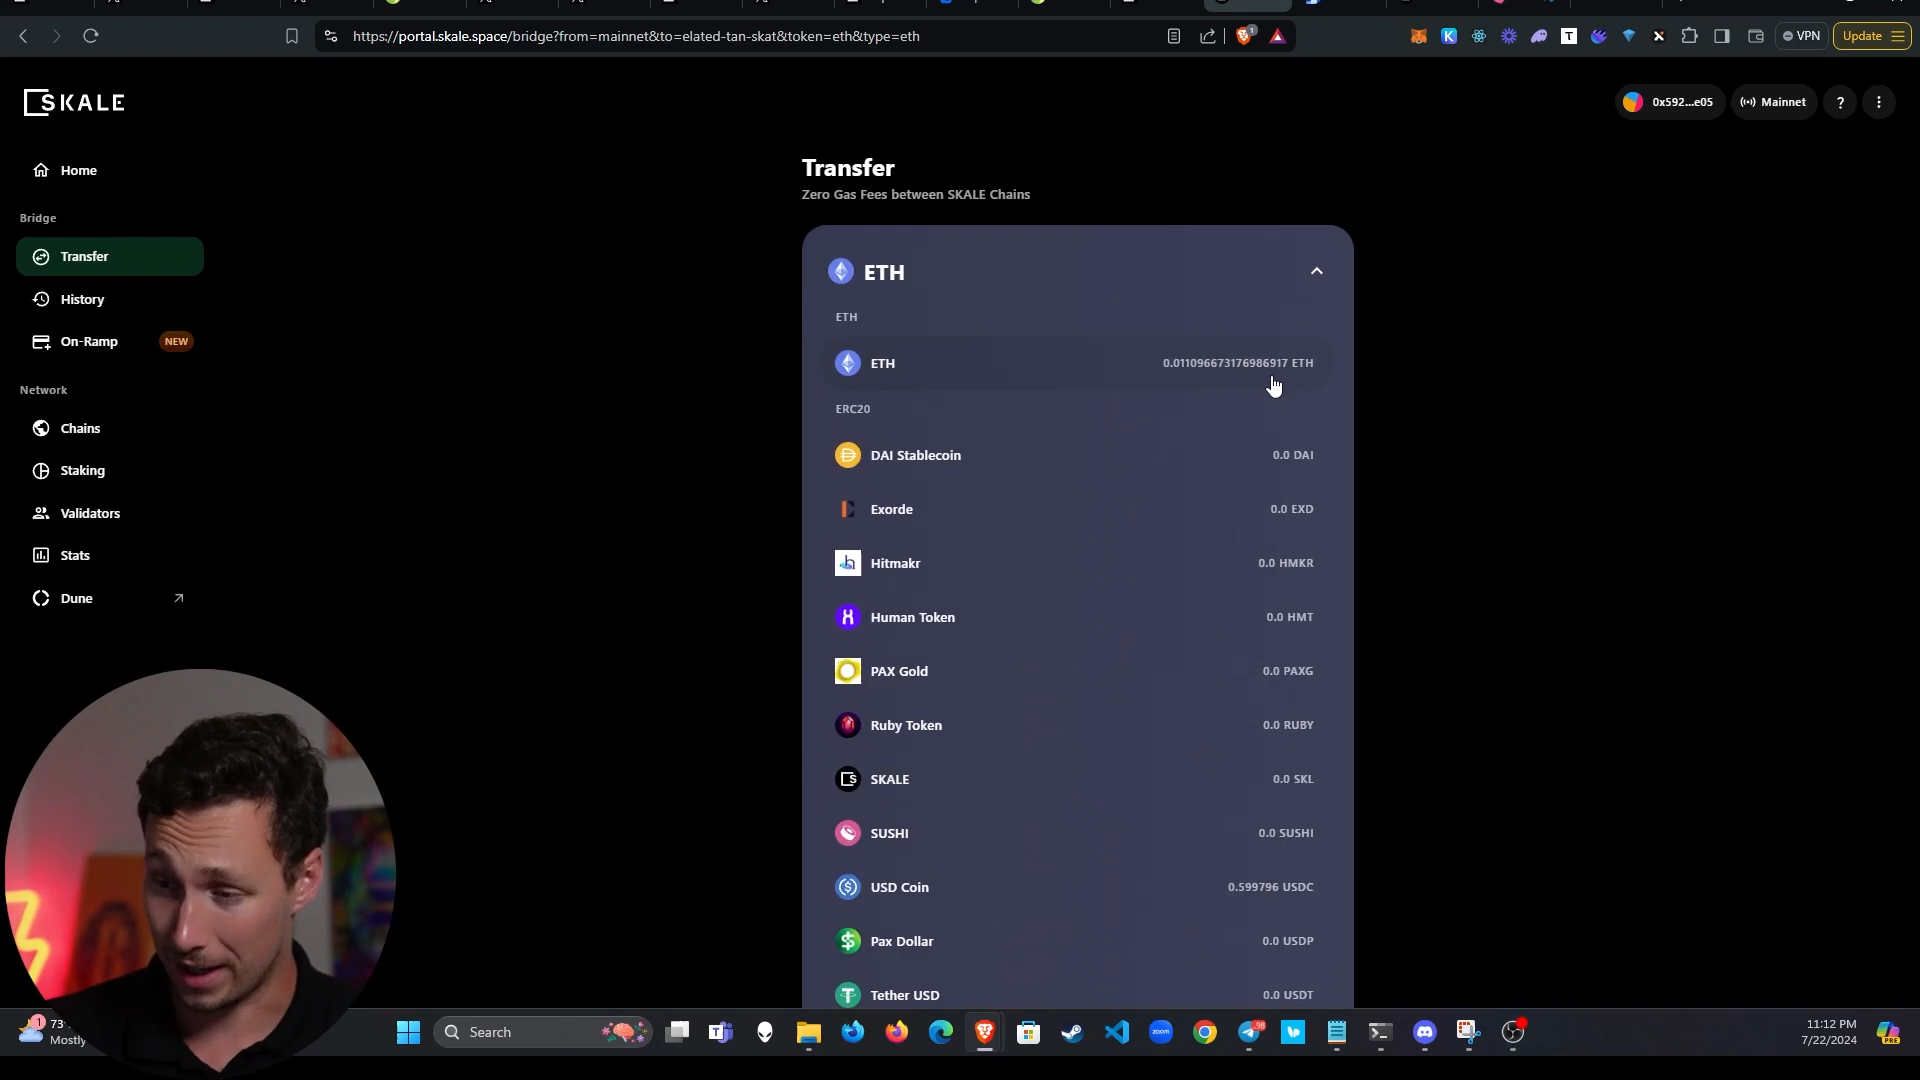 https://portal.skale.space/bridge?from=mainnet&to=elated-tan-skat&token=eth&type=eth
1
K
T
VPN
Update
SKALE
0x592...e05
Mainnet
?
Home
Bridge
Transfer
History
On-Ramp NEW
Network
Chains
Staking
Validators
Stats
Dune
Transfer
Zero Gas Fees between SKALE Chains
ETH
ETH
ETH 0.011096673176986917 ETH
ERC20
DAI Stablecoin 0.0 DAI
Exorde 0.0 EXD
Hitmakr 0.0 HMKR
Human Token 0.0 HMT
PAX Gold 0.0 PAXG
Ruby Token 0.0 RUBY
SKALE 0.0 SKL
SUSHI 0.0 SUSHI
USD Coin 0.599796 USDC
Pax Dollar 0.0 USDP
Tether USD 0.0 USDT
1
73°
Mostly
Search
zoom
98
11:12 PM
7/22/2024
PRE